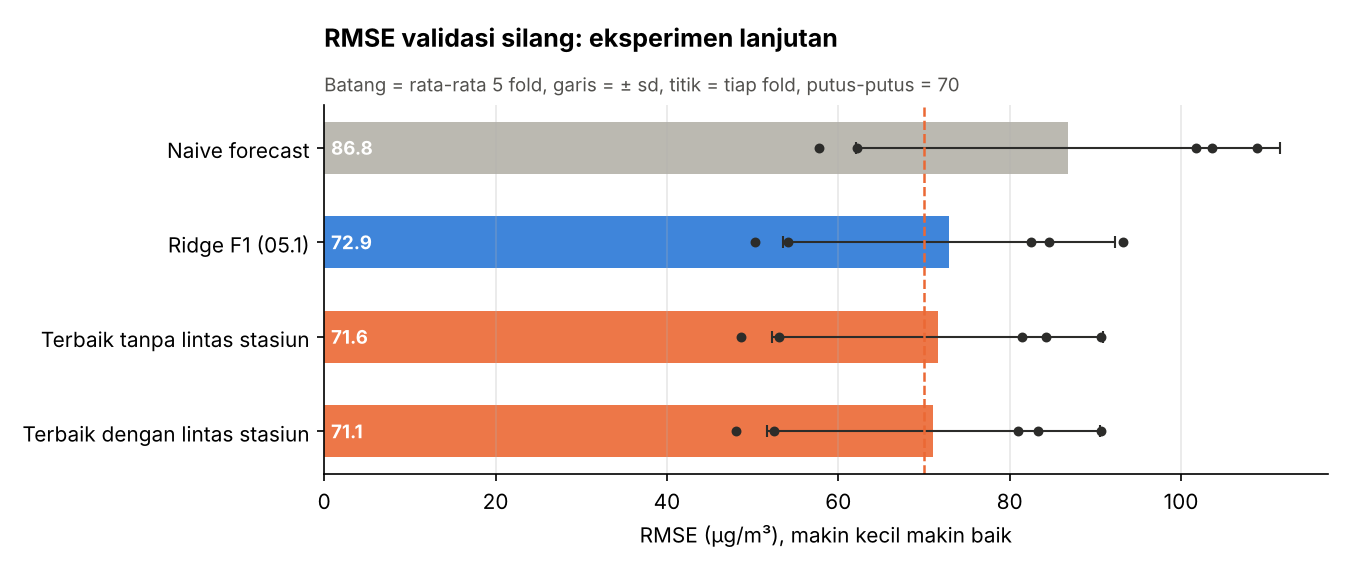 RMSE validasi silang: eksperimen lanjutan
Batang = rata-rata 5 fold, garis = ± sd, titik = tiap fold, putus-putus = 70
Naive forecast
86.8
Ridge F1 (05.1)
72.9
Terbaik tanpa lintas stasiun
71.6
Terbaik dengan lintas stasiun
71.1
0 20 40 60 80 100
RMSE (µg/m³), makin kecil makin baik